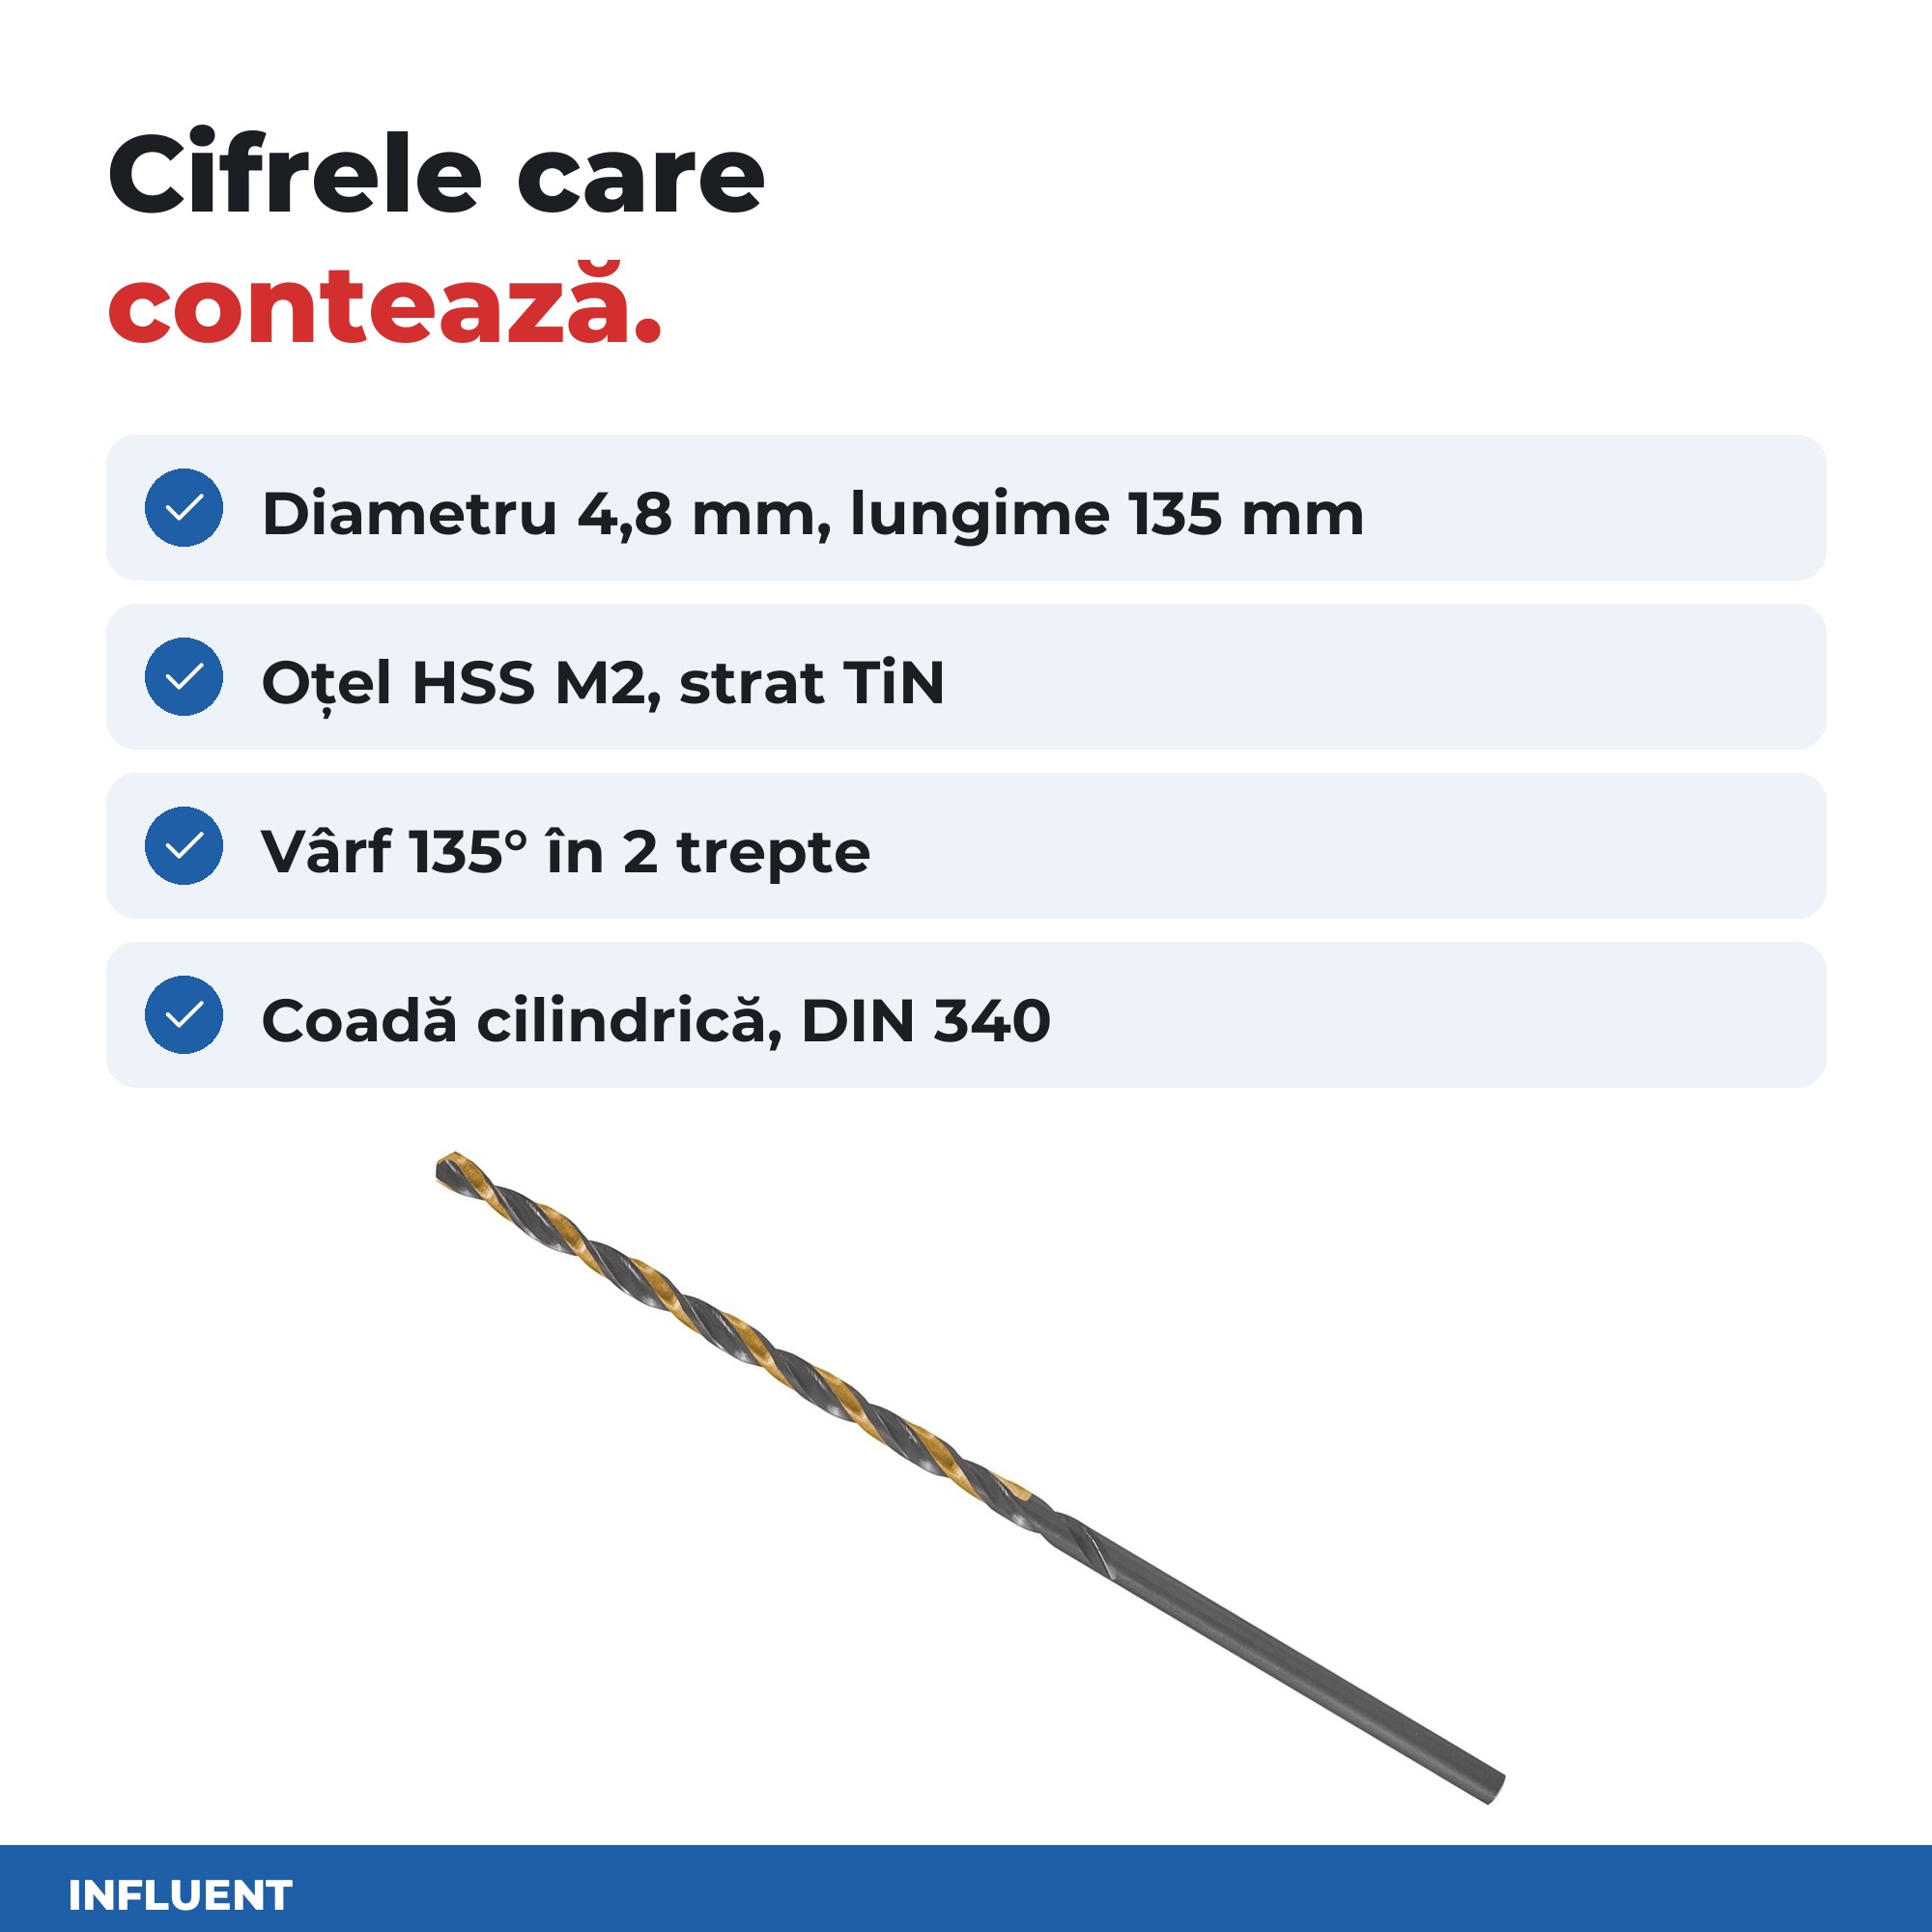 Cifrele care
contează.
Diametru 4,8 mm, lungime 135 mm
Oțel HSS M2, strat TiN
Vârf 135° în 2 trepte
Coadă cilindrică, DIN 340
INFLUENT